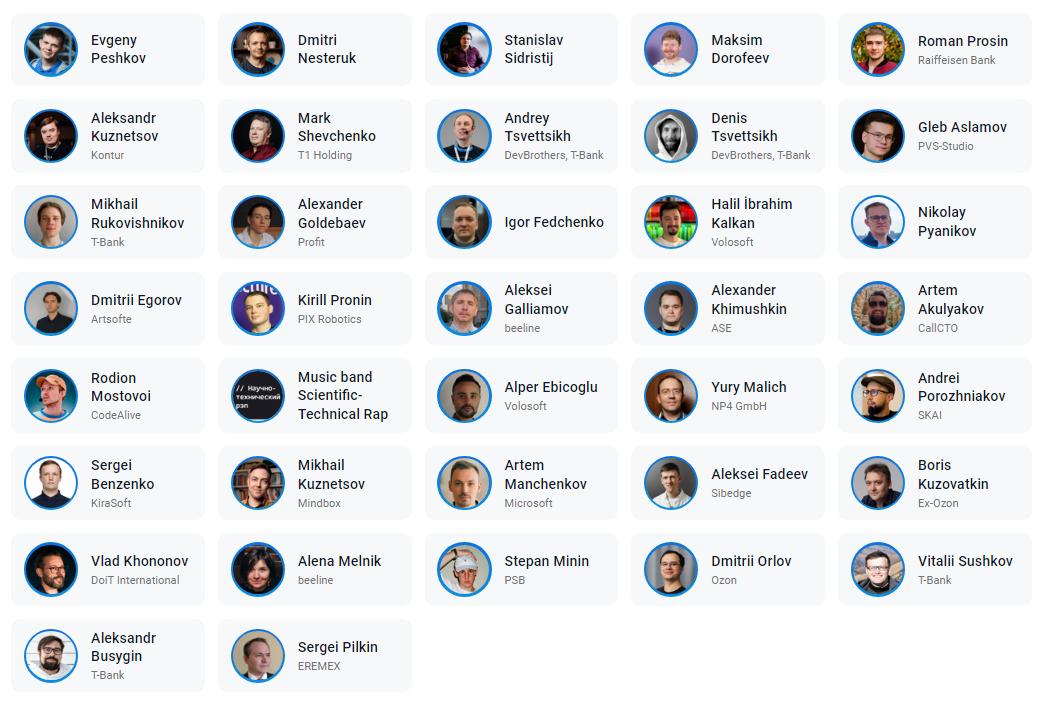 Evgeny
Peshkov
Dmitri
Nesteruk
Stanislav
Sidristij
Maksim
Dorofeev
Roman Prosin
Raiffeisen Bank
Aleksandr
Kuznetsov
Kontur
Mark
Shevchenko
T1 Holding
Andrey
Tsvettsikh
DevBrothers, T-Bank
Denis
Tsvettsikh
DevBrothers, T-Bank
Gleb Aslamov
PVS-Studio
Mikhail
Rukovishnikov
T-Bank
Alexander
Goldebaev
Profit
Igor Fedchenko
Halil İbrahim
Kalkan
Volosoft
Nikolay
Pyanikov
Dmitrii Egorov
Artsofte
Kirill Pronin
PIX Robotics
Aleksei
Galliamov
beeline
Alexander
Khimushkin
ASE
Artem
Akulyakov
CallCTO
Rodion
Mostovoi
CodeAlive
// Научно-
технический
рэп
Music band
Scientific-
Technical Rap
Alper Ebicoglu
Volosoft
Yury Malich
NP4 GmbH
Andrei
Porozhniakov
SKAI
Sergei
Benzenko
KiraSoft
Mikhail
Kuznetsov
Mindbox
Artem
Manchenkov
Microsoft
Aleksei Fadeev
Sibedge
Boris
Kuzovatkin
Ex-Ozon
Vlad Khononov
DoiT International
Alena Melnik
beeline
Stepan Minin
PSB
Dmitrii Orlov
Ozon
Vitalii Sushkov
T-Bank
Aleksandr
Busygin
T-Bank
Sergei Pilkin
EREMEX